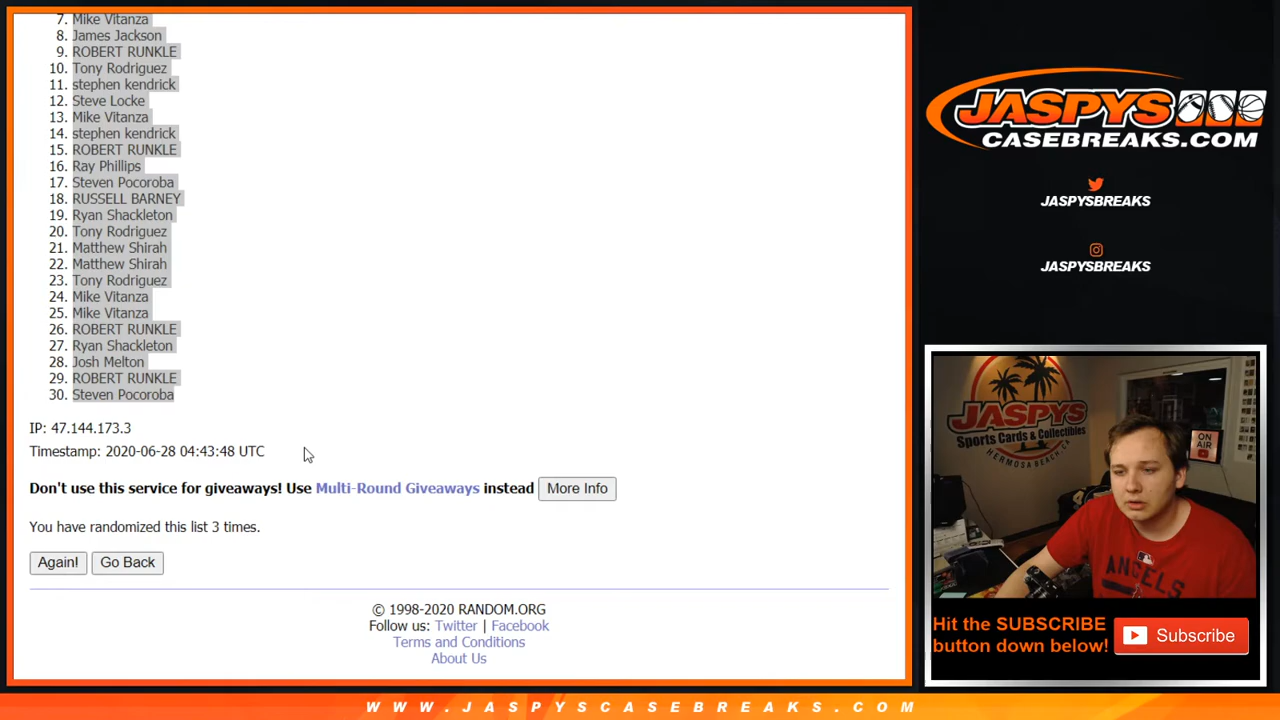 7. Mike Vitanza
8. James Jackson
9. ROBERT RUNKLE
10. Tony Rodriguez
11. stephen kendrick
12. Steve Locke
13. Mike Vitanza
14. stephen kendrick
15. ROBERT RUNKLE
16. Ray Phillips
17. Steven Pocoroba
18. RUSSELL BARNEY
19. Ryan Shackleton
20. Tony Rodriguez
21. Matthew Shirah
22. Matthew Shirah
23. Tony Rodriguez
24. Mike Vitanza
25. Mike Vitanza
26. ROBERT RUNKLE
27. Ryan Shackleton
28. Josh Melton
29. ROBERT RUNKLE
30. Steven Pocoroba
IP: 47.144.173.3
Timestamp: 2020-06-28 04:43:48 UTC
Don't use this service for giveaways! Use Multi-Round Giveaways instead More Info
You have randomized this list 3 times.
Again! Go Back
© 1998-2020 RANDOM.ORG
Follow us: Twitter | Facebook
Terms and Conditions
About Us
JASPYS
CASEBREAKS.COM
JASPYSBREAKS
JASPYSBREAKS
JASPYS
Sports Cards & Collectibles
HERMOSA BEACH, CA
ON
AIR
ANGELS
Hit the SUBSCRIBE
button down below!
Subscribe
WWW.JASPYSCASEBREAKS.COM